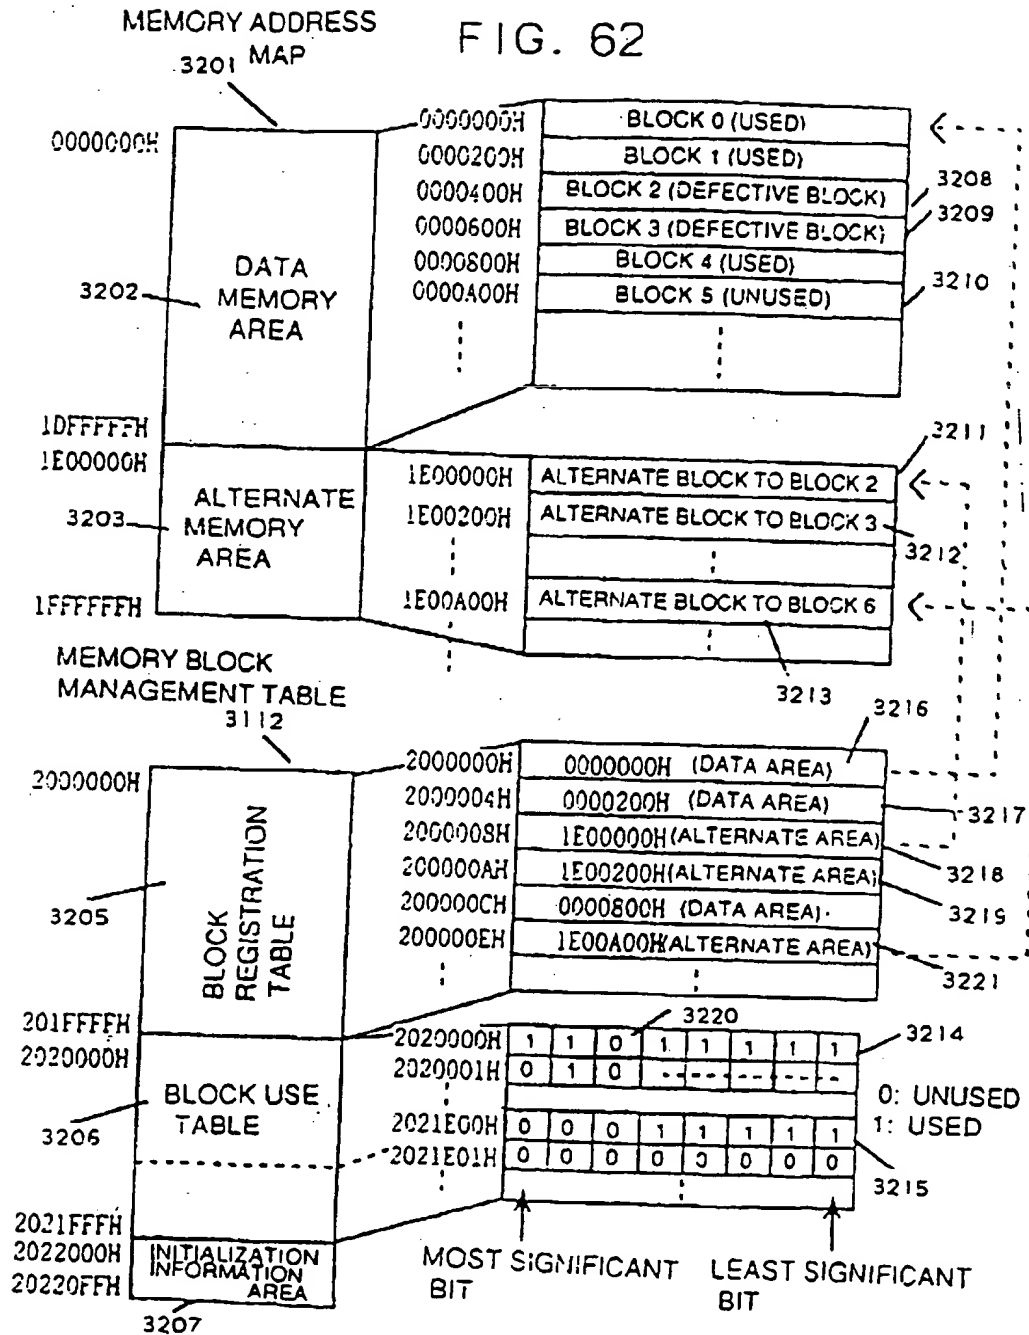 MEMORY ADDRESS MAP
FIG. 62
3201
0000000H
DATA MEMORY AREA
3202
1DFFFFFH
1E00000H
ALTERNATE MEMORY AREA
3203
1FFFFFFH
0000000H BLOCK 0 (USED)
0000200H BLOCK 1 (USED)
0000400H BLOCK 2 (DEFECTIVE BLOCK) 3208
0000600H BLOCK 3 (DEFECTIVE BLOCK) 3209
0000800H BLOCK 4 (USED)
0000A00H BLOCK 5 (UNUSED) 3210
3211
1E00000H ALTERNATE BLOCK TO BLOCK 2
1E00200H ALTERNATE BLOCK TO BLOCK 3
3212
1E00A00H ALTERNATE BLOCK TO BLOCK 6
3213
MEMORY BLOCK
MANAGEMENT TABLE
3112
2000000H
BLOCK REGISTRATION TABLE
3205
201FFFFH
2020000H
BLOCK USE TABLE
3206
2021FFFH
2022000H
INITIALIZATION INFORMATION AREA
20220FFH
3207
3216
2000000H 0000000H (DATA AREA)
2000004H 0000200H (DATA AREA) 3217
2000008H 1E00000H (ALTERNATE AREA)
3218
200000AH 1E00200H (ALTERNATE AREA)
3219
200000CH 0000800H (DATA AREA)
200000EH 1E00A00H (ALTERNATE AREA)
3221
3220
2020000H 1 1 0 1 1 1 1 1 3214
2020001H 0 1 0
0: UNUSED
1: USED
2021E00H 0 0 0 1 1 1 1 1
2021E01H 0 0 0 0 0 0 0 0
3215
MOST SIGNIFICANT BIT
LEAST SIGNIFICANT BIT